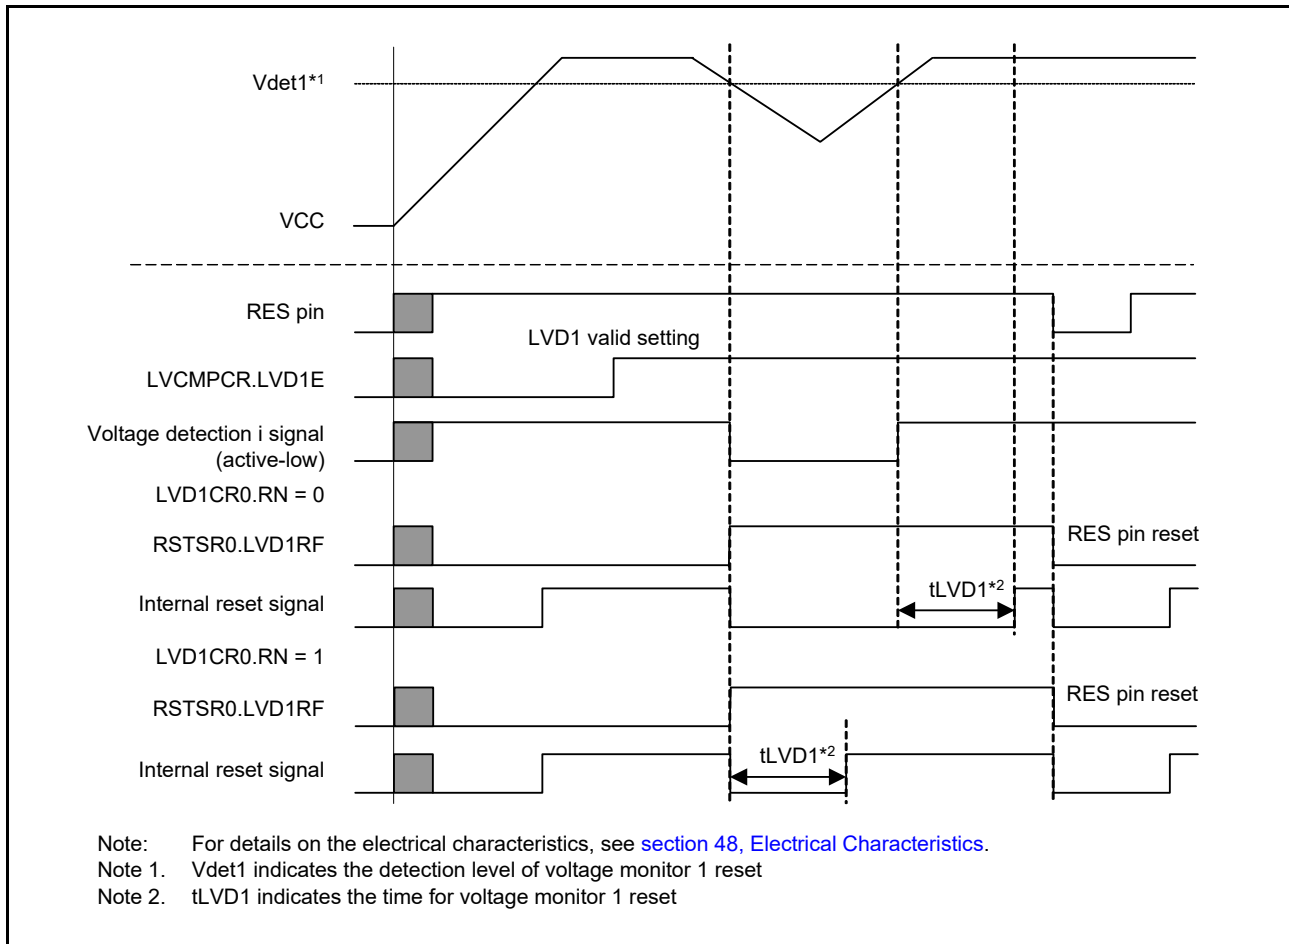 Vdet1*1
VCC
RES pin
LVD1 valid setting
LVCMPCR.LVD1E
Voltage detection i signal
(active-low)
LVD1CR0.RN = 0
RSTSR0.LVD1RF
RES pin reset
tLVD1*2
Internal reset signal
LVD1CR0.RN = 1
RSTSR0.LVD1RF
RES pin reset
tLVD1*2
Internal reset signal
Note: For details on the electrical characteristics, see section 48, Electrical Characteristics.
Note 1. Vdet1 indicates the detection level of voltage monitor 1 reset
Note 2. tLVD1 indicates the time for voltage monitor 1 reset